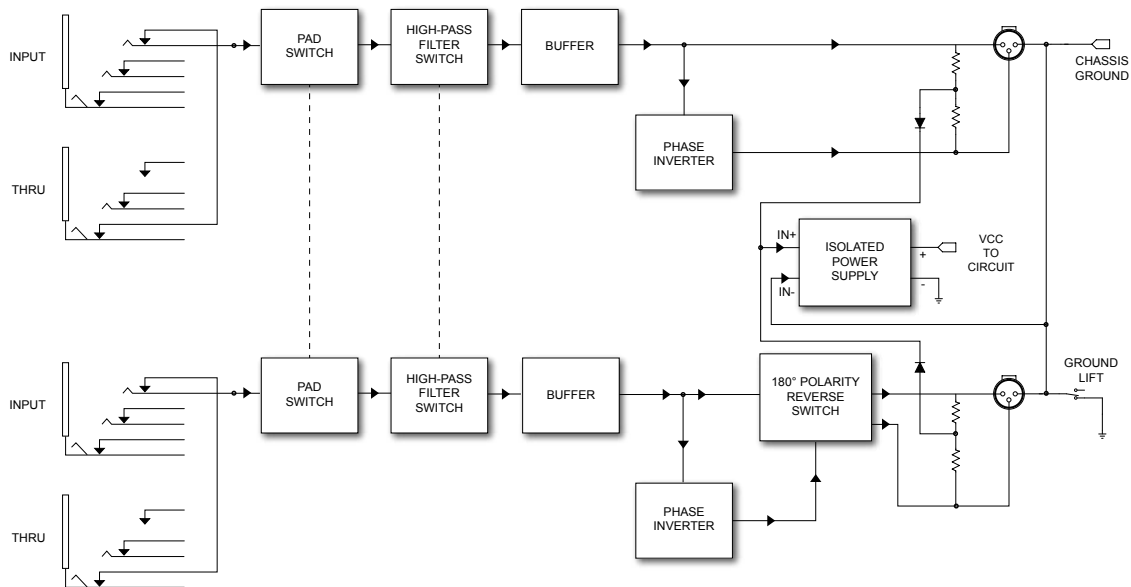 INPUT
PAD
SWITCH
HIGH-PASS
FILTER
SWITCH
BUFFER
CHASSIS
GROUND
PHASE
INVERTER
THRU
IN+
IN-
ISOLATED
POWER
SUPPLY
+
-
VCC
TO
CIRCUIT
INPUT
PAD
SWITCH
HIGH-PASS
FILTER
SWITCH
BUFFER
180° POLARITY
REVERSE
SWITCH
GROUND
LIFT
PHASE
INVERTER
THRU